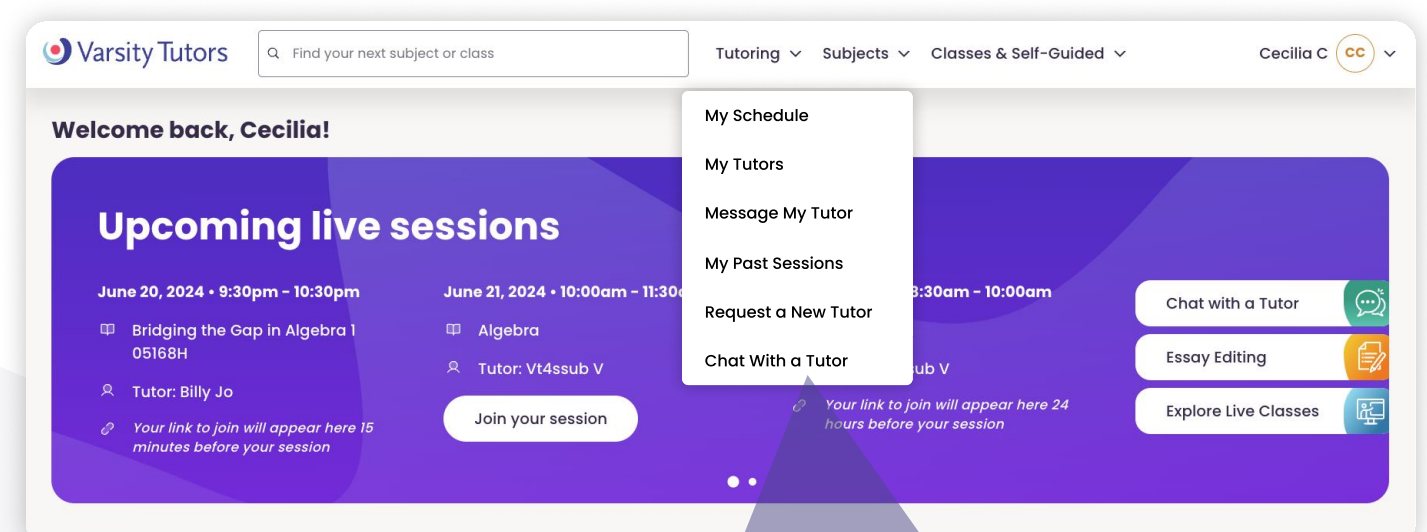 Varsity Tutors
Find your next subject or class
Tutoring
Subjects
Classes & Self-Guided
Cecilia C
CC
Welcome back, Cecilia!
My Schedule
My Tutors
Message My Tutor
My Past Sessions
Request a New Tutor
Chat With a Tutor
Upcoming live sessions
June 20, 2024 • 9:30pm - 10:30pm
Bridging the Gap in Algebra 1
05168H
Tutor: Billy Jo
Your link to join will appear here 15
minutes before your session
June 21, 2024 • 10:00am - 11:30
Algebra
Tutor: Vt4ssub V
Join your session
8:30am - 10:00am
ub V
Your link to join will appear here 24
hours before your session
Chat with a Tutor
Essay Editing
Explore Live Classes